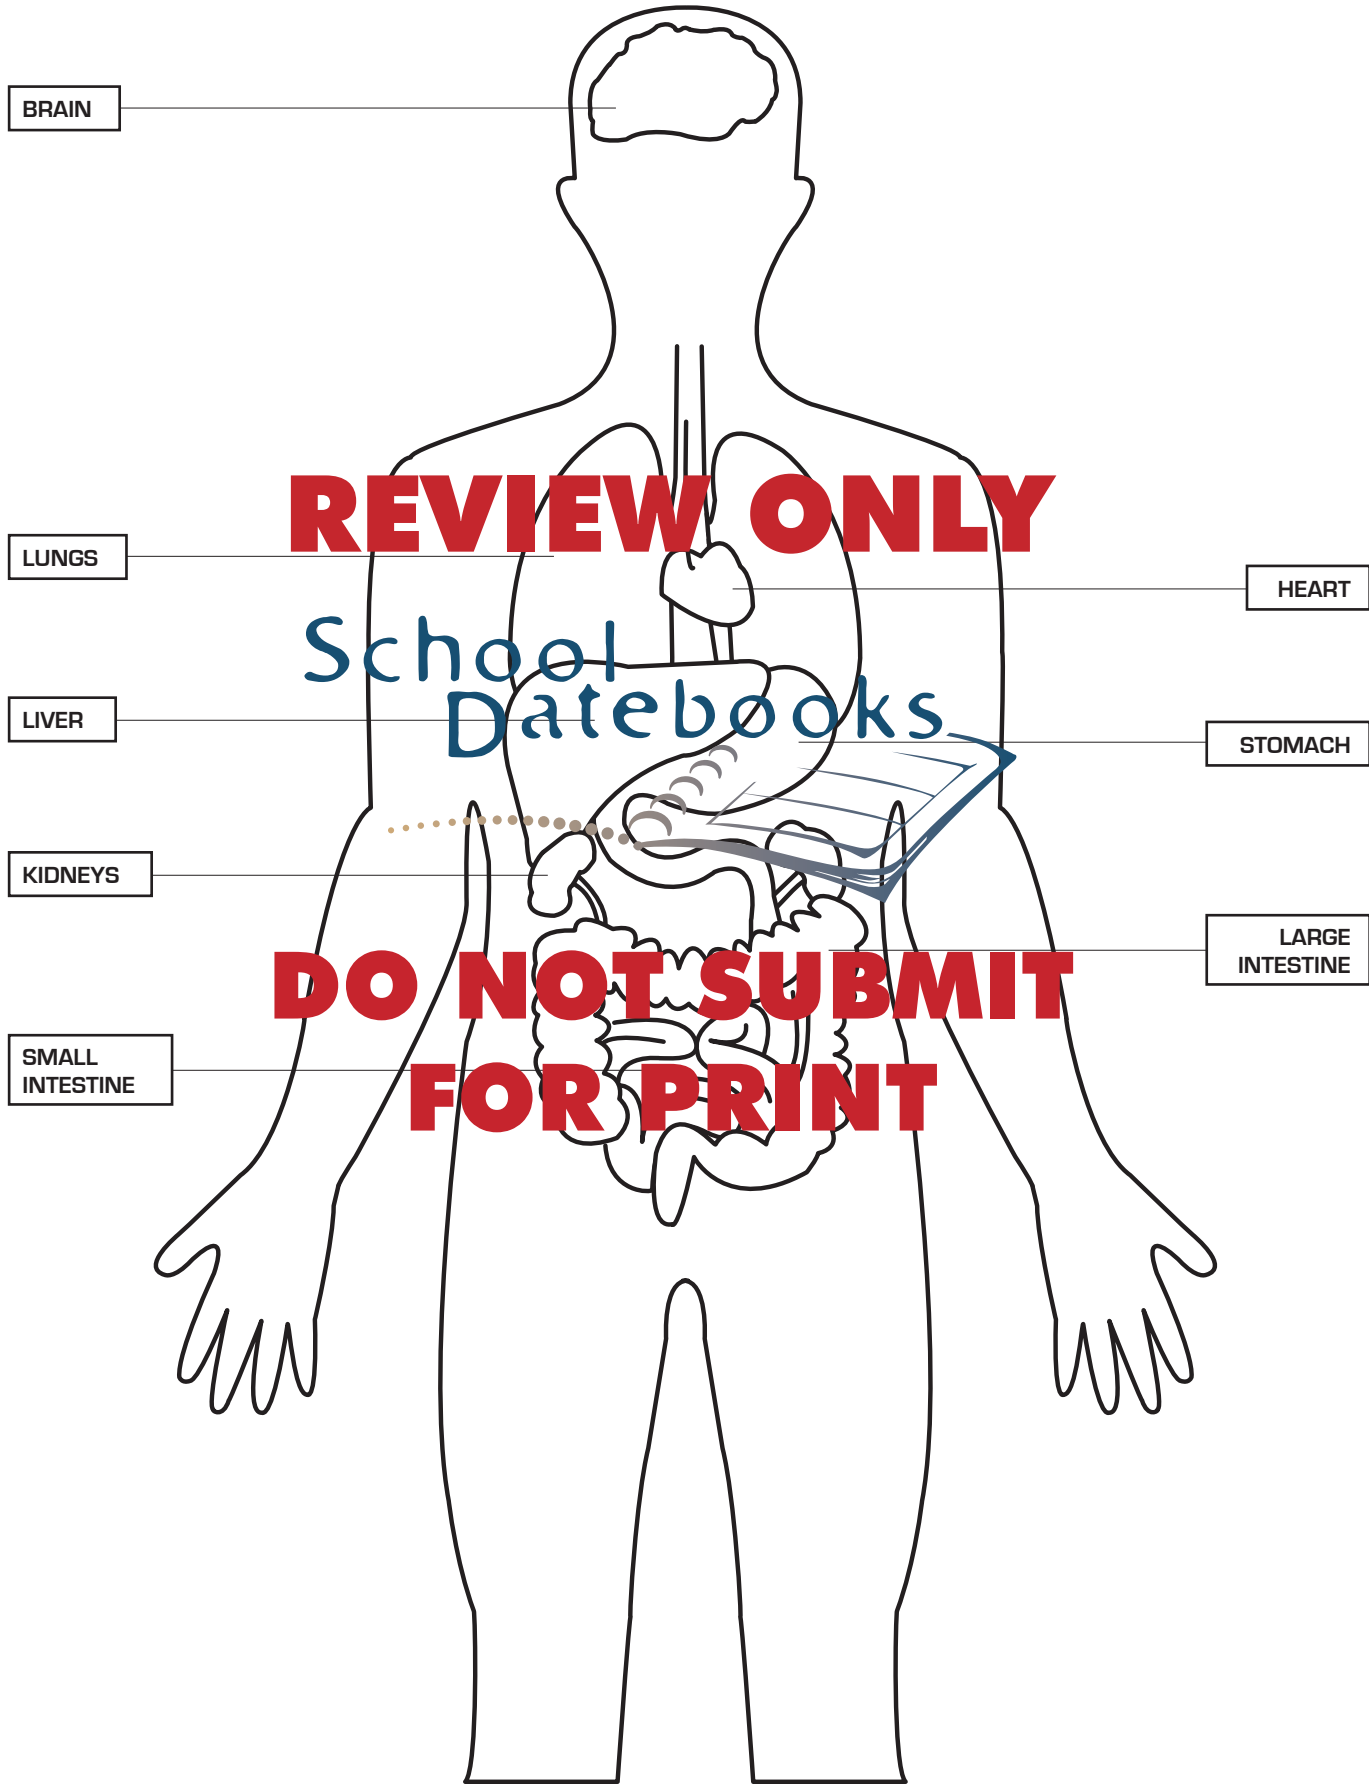 BRAIN
REVIEW ONLY
LUNGS
HEART
School
Datebooks
LIVER
STOMACH
KIDNEYS
LARGE
INTESTINE
DO NOT SUBMIT
SMALL
INTESTINE
FOR PRINT